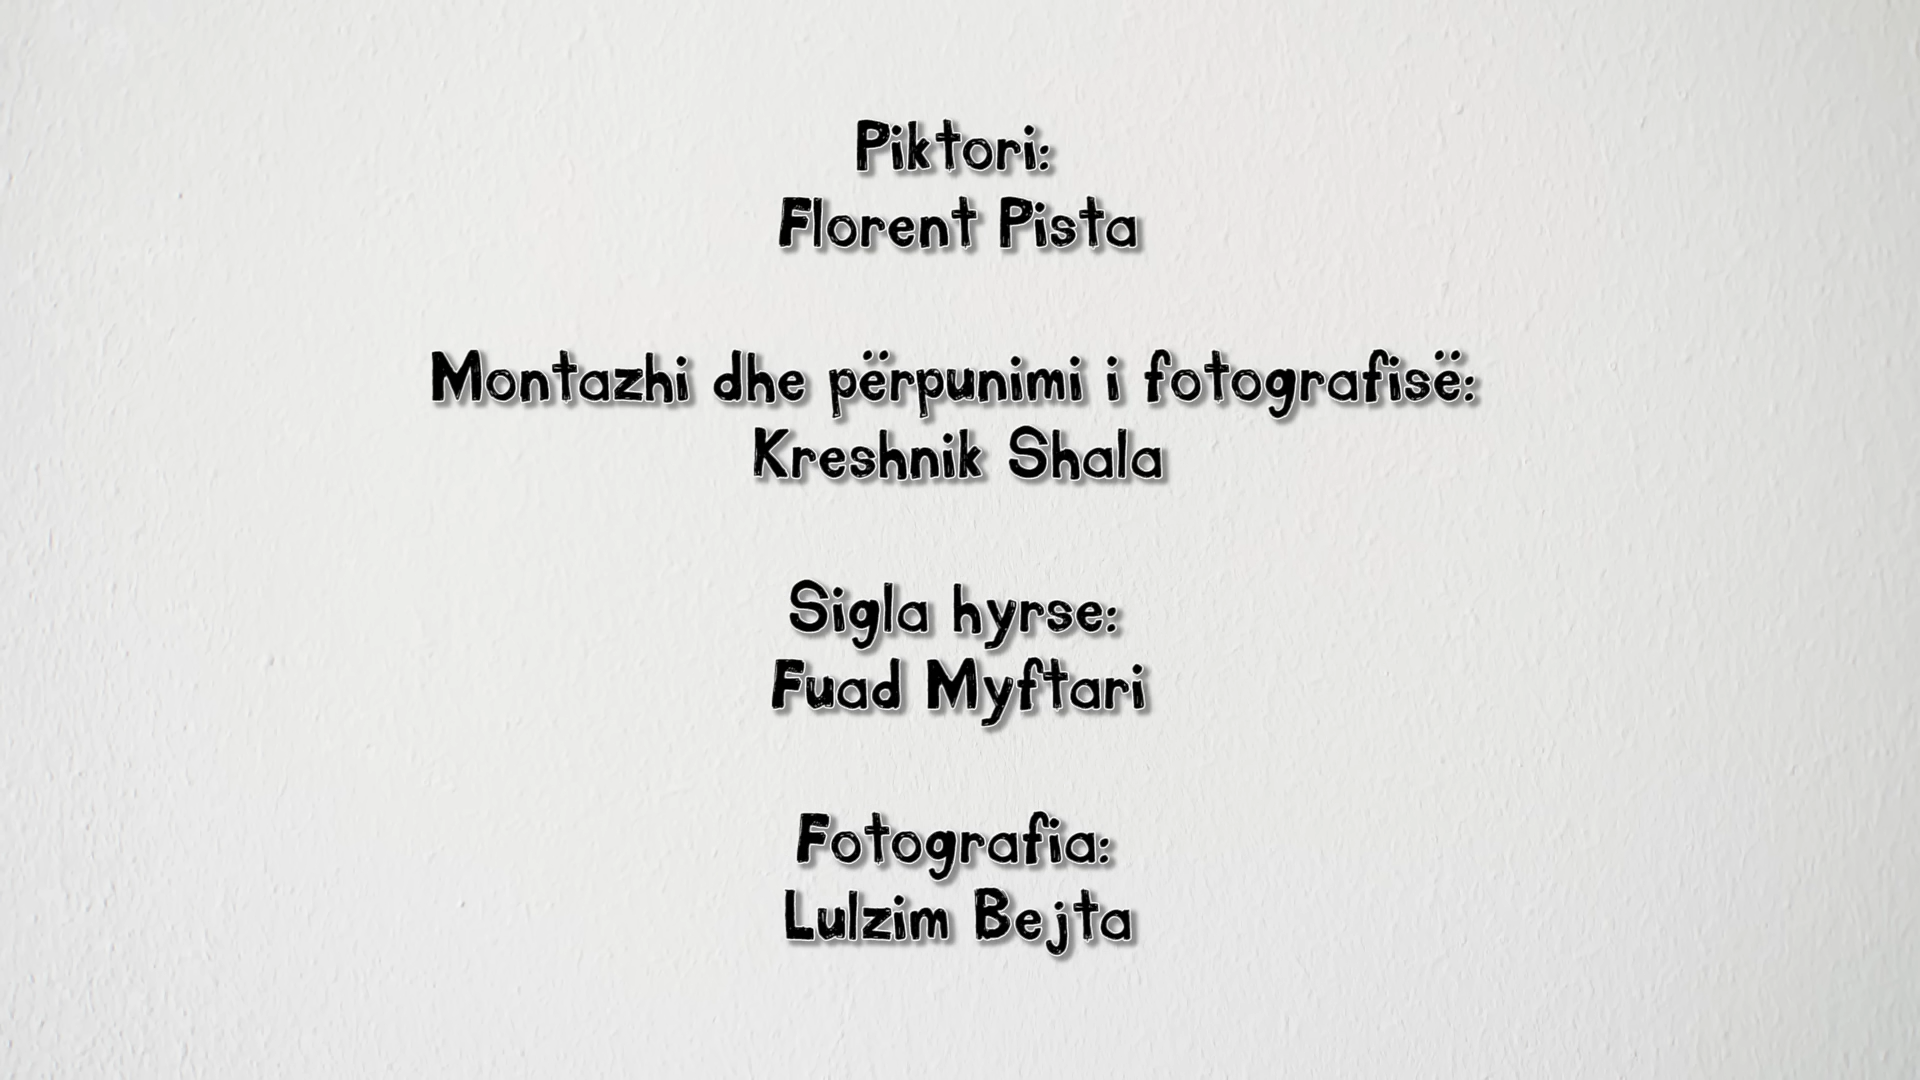 Piktori:
Florent Pista
Montazhi dhe përpunimi i fotografisë:
Kreshnik Shala
Sigla hyrse:
Fuad Myftari
Fotografia:
Lulzim Bejta